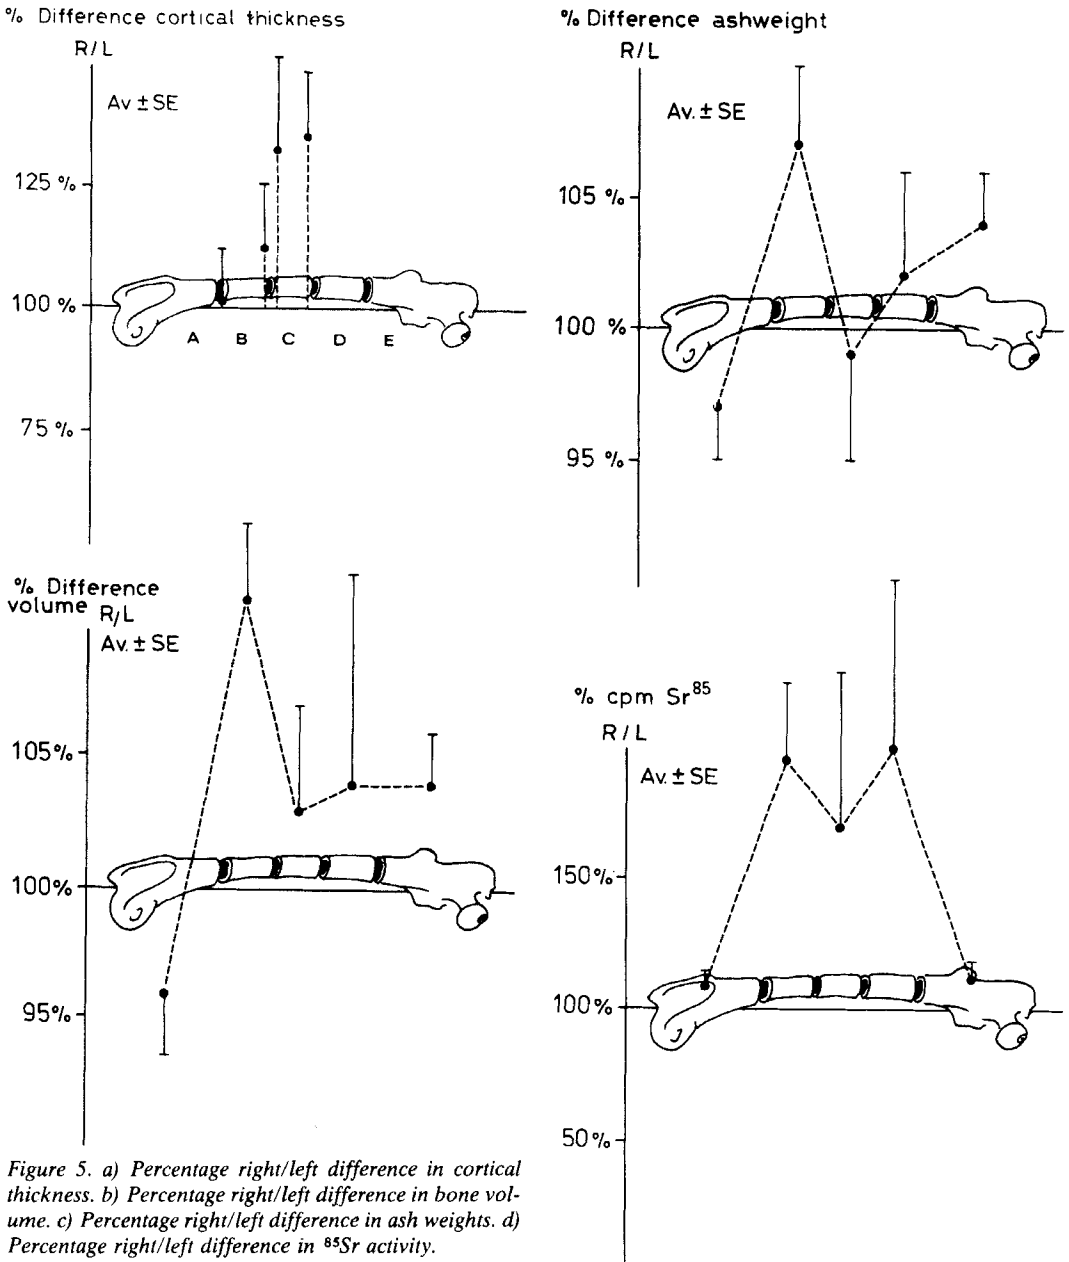 % Difference cortical thickness
R/L
Av ± SE
125 %
100 %
A B C D E
75 %
% Difference ashweight
R/L
Av. ± SE
105 %
100 %
95 %
% Difference
volume R/L
Av. ± SE
105%
100%
95%
% cpm Sr⁸⁵
R/L
Av. ± SE
150%
100%
50%
Figure 5. a) Percentage right/left difference in cortical
thickness. b) Percentage right/left difference in bone vol-
ume. c) Percentage right/left difference in ash weights. d)
Percentage right/left difference in ⁸⁵Sr activity.